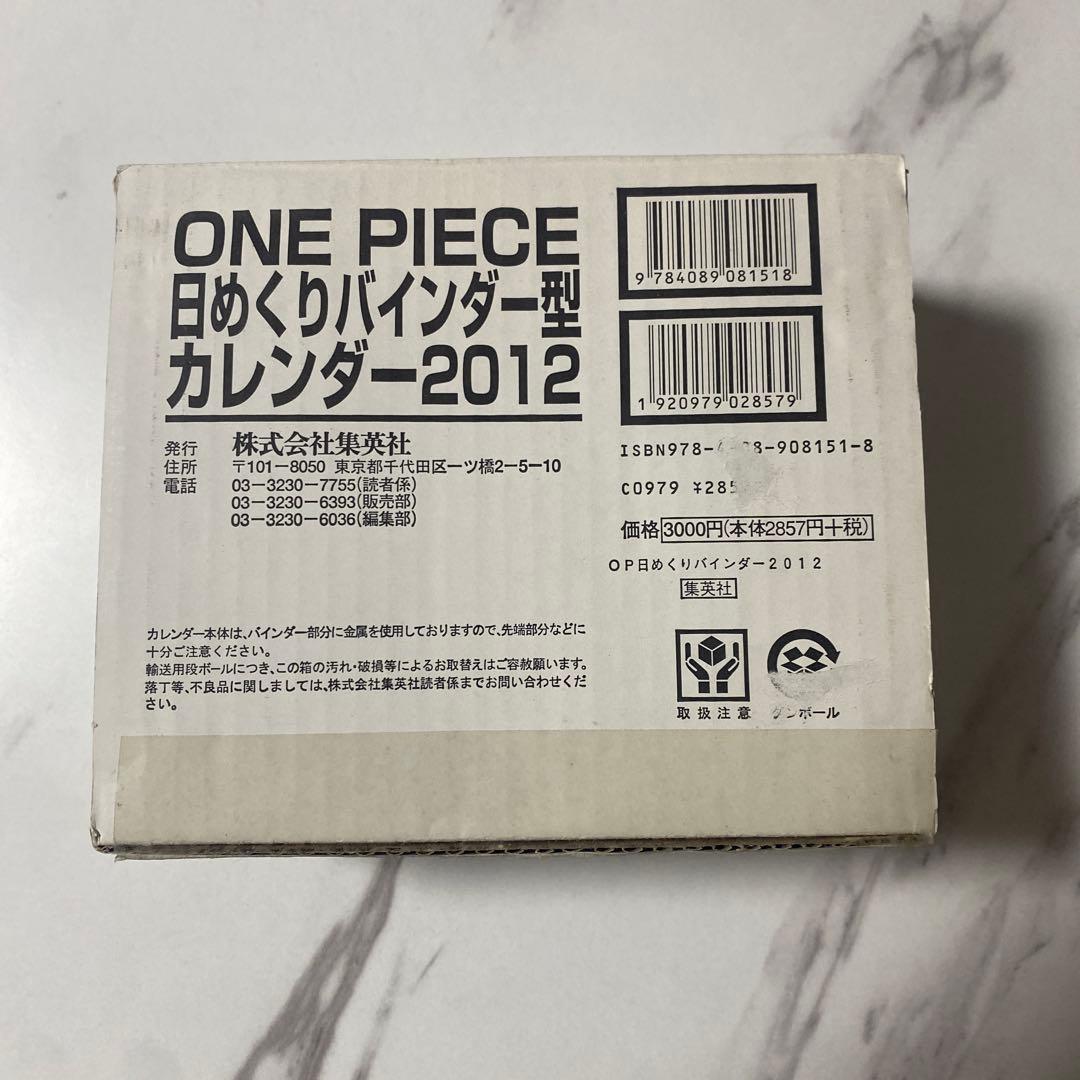 ONE PIECE
日めくりバインダー型
カレンダー2012
発行 株式会社集英社
住所 〒101-8050 東京都千代田区一ツ橋2-5-10
電話 03-3230-7755(読者係)
03-3230-6393(販売部)
03-3230-6036(編集部)
カレンダー本体は、バインダー部分に金属を使用しておりますので、先端部分などに
十分ご注意ください。
輸送用段ボールにつき、この箱の汚れ・破損等によるお取替えはご容赦願います。
落丁等、不良品に関しましては、株式会社集英社読者係までお問い合わせくだ
さい。
9784089081518
1920979028579
ISBN978-
8-908151-8
C0979
価格 3000円(本体2857円+税)
OP日めくりバインダー2012
集英社
取扱注意
ダンボール